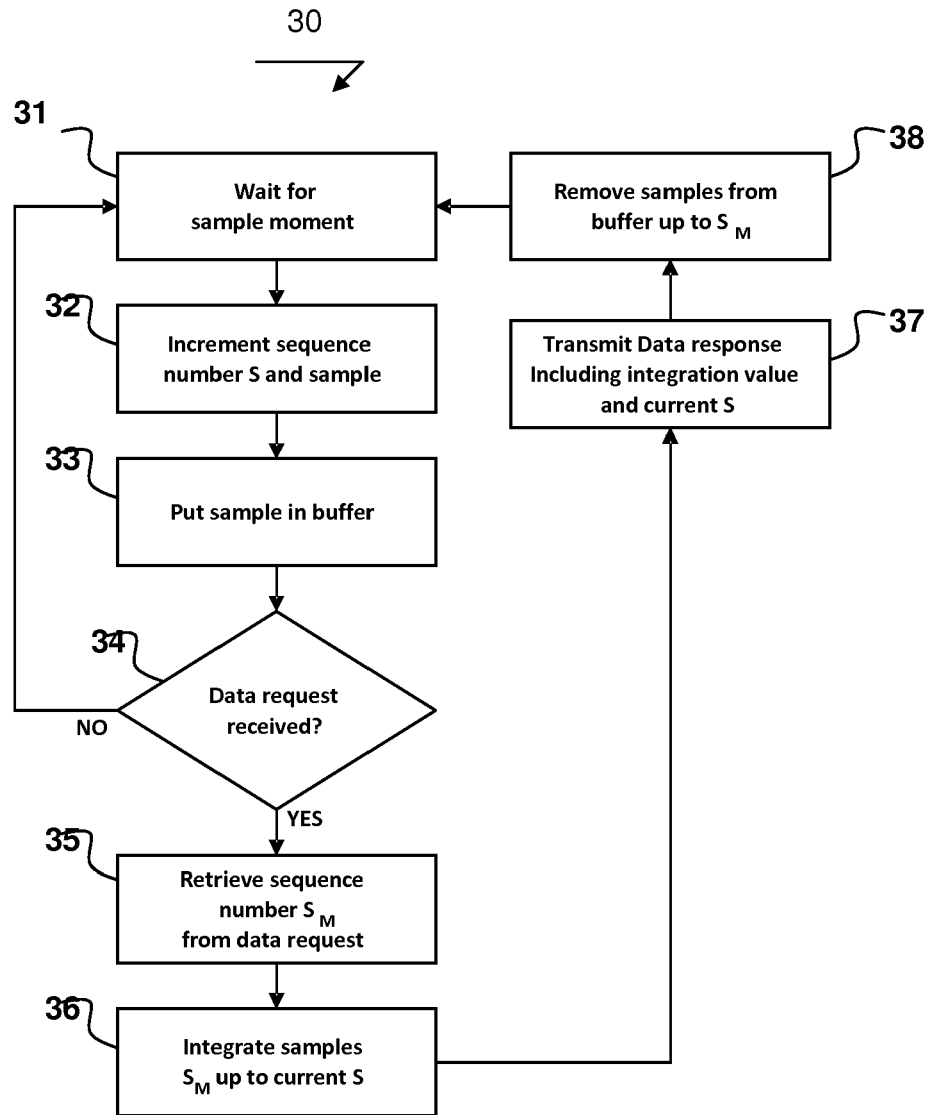 30
31
Wait for
sample moment
32
Increment sequence
number S and sample
33
Put sample in buffer
34
Data request
received?
NO
YES
35
Retrieve sequence
number S M
from data request
36
Integrate samples
S M up to current S
37
Transmit Data response
Including integration value
and current S
38
Remove samples from
buffer up to S M